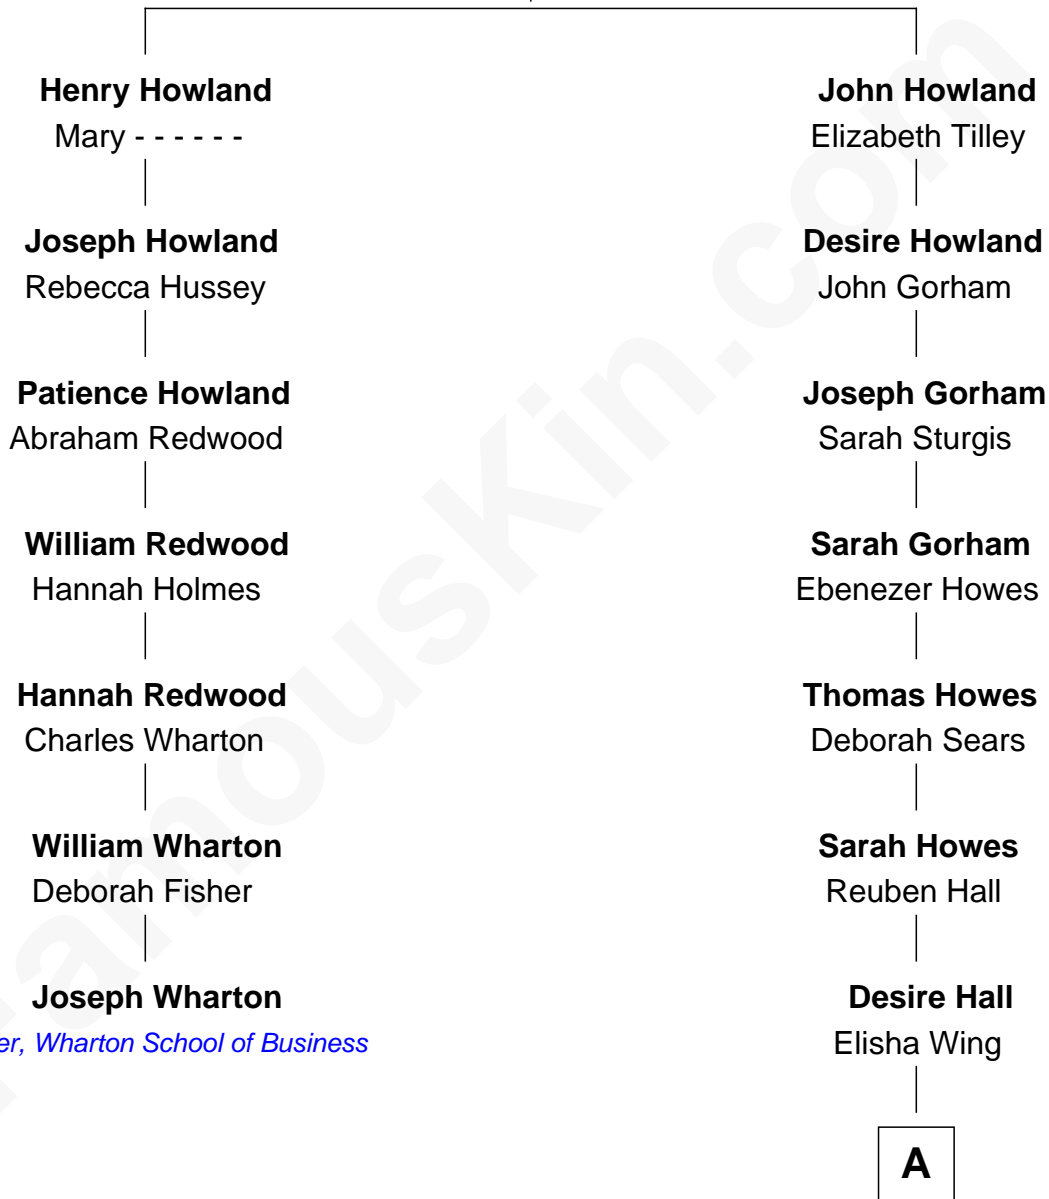 Henry Howland
Mary - - - - - -
John Howland
Elizabeth Tilley
Joseph Howland
Rebecca Hussey
Desire Howland
John Gorham
Patience Howland
Abraham Redwood
Joseph Gorham
Sarah Sturgis
William Redwood
Hannah Holmes
Sarah Gorham
Ebenezer Howes
Hannah Redwood
Charles Wharton
Thomas Howes
Deborah Sears
William Wharton
Deborah Fisher
Sarah Howes
Reuben Hall
Joseph Wharton
er, Wharton School of Business
Desire Hall
Elisha Wing
A
FamousKin.com